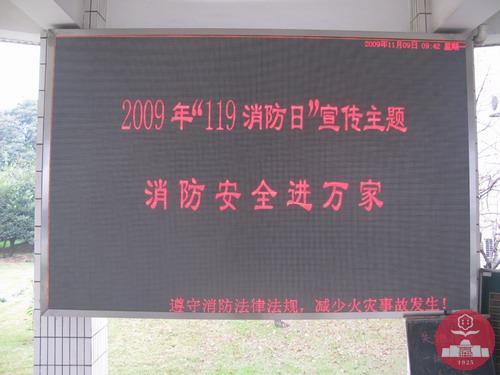 2009年11月09日 09:42 星期一
2009年“119消防日”宣传主题
消防安全进万家
遵守消防法律法规，减少火灾事故发生！
1925